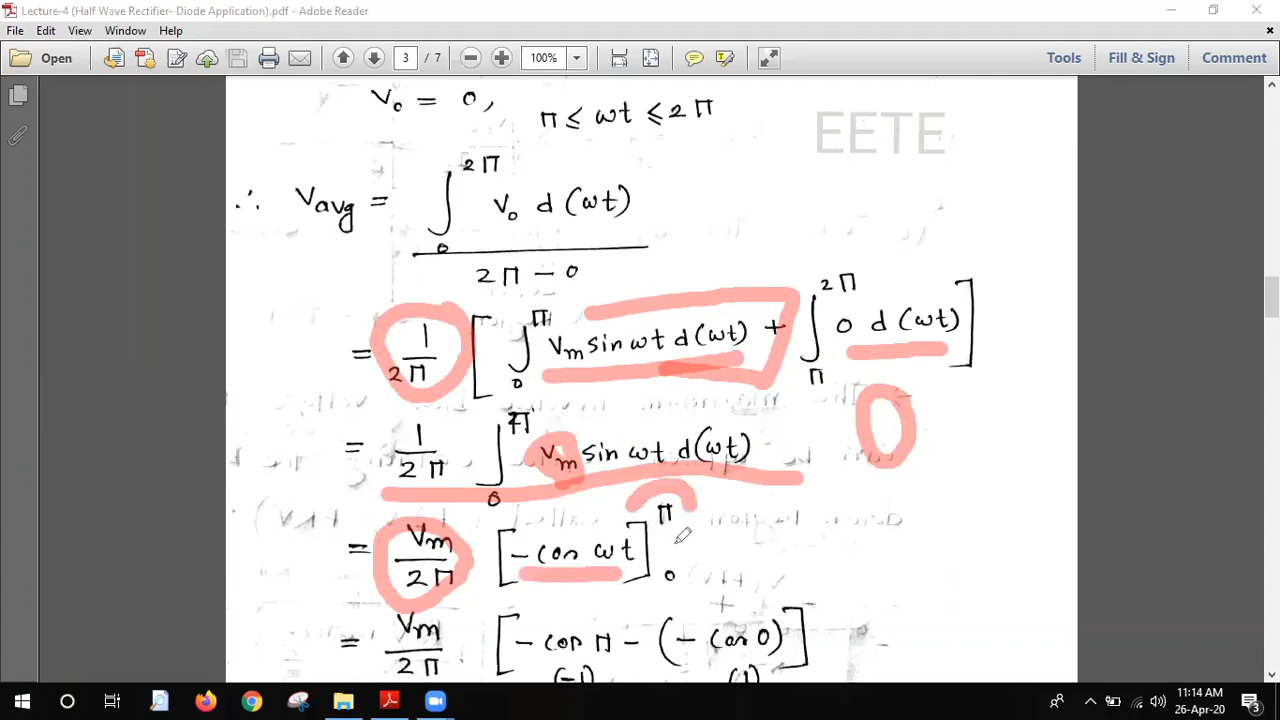 Lecture-4 (Half Wave Rectifier- Diode Application).pdf - Adobe Reader
File Edit View Window Help
Open 3 / 7 100% Tools Fill & Sign Comment
V₀ = 0, π ≤ ωt ≤ 2π
EETE
∴ Vavg = ∫₀^2π V₀ d(ωt)
2π - 0
= 1/2π [ ∫₀^π Vm sin ωt d(ωt) + ∫π^2π 0 d(ωt) ]
0
= 1/2π ∫₀^π Vm sin ωt d(ωt)
= Vm/2π [-cos ωt]₀^π
= Vm/2π [-cos π - (-cos 0)]
(-1) (1)
11:14 AM
26-Apr-20
3